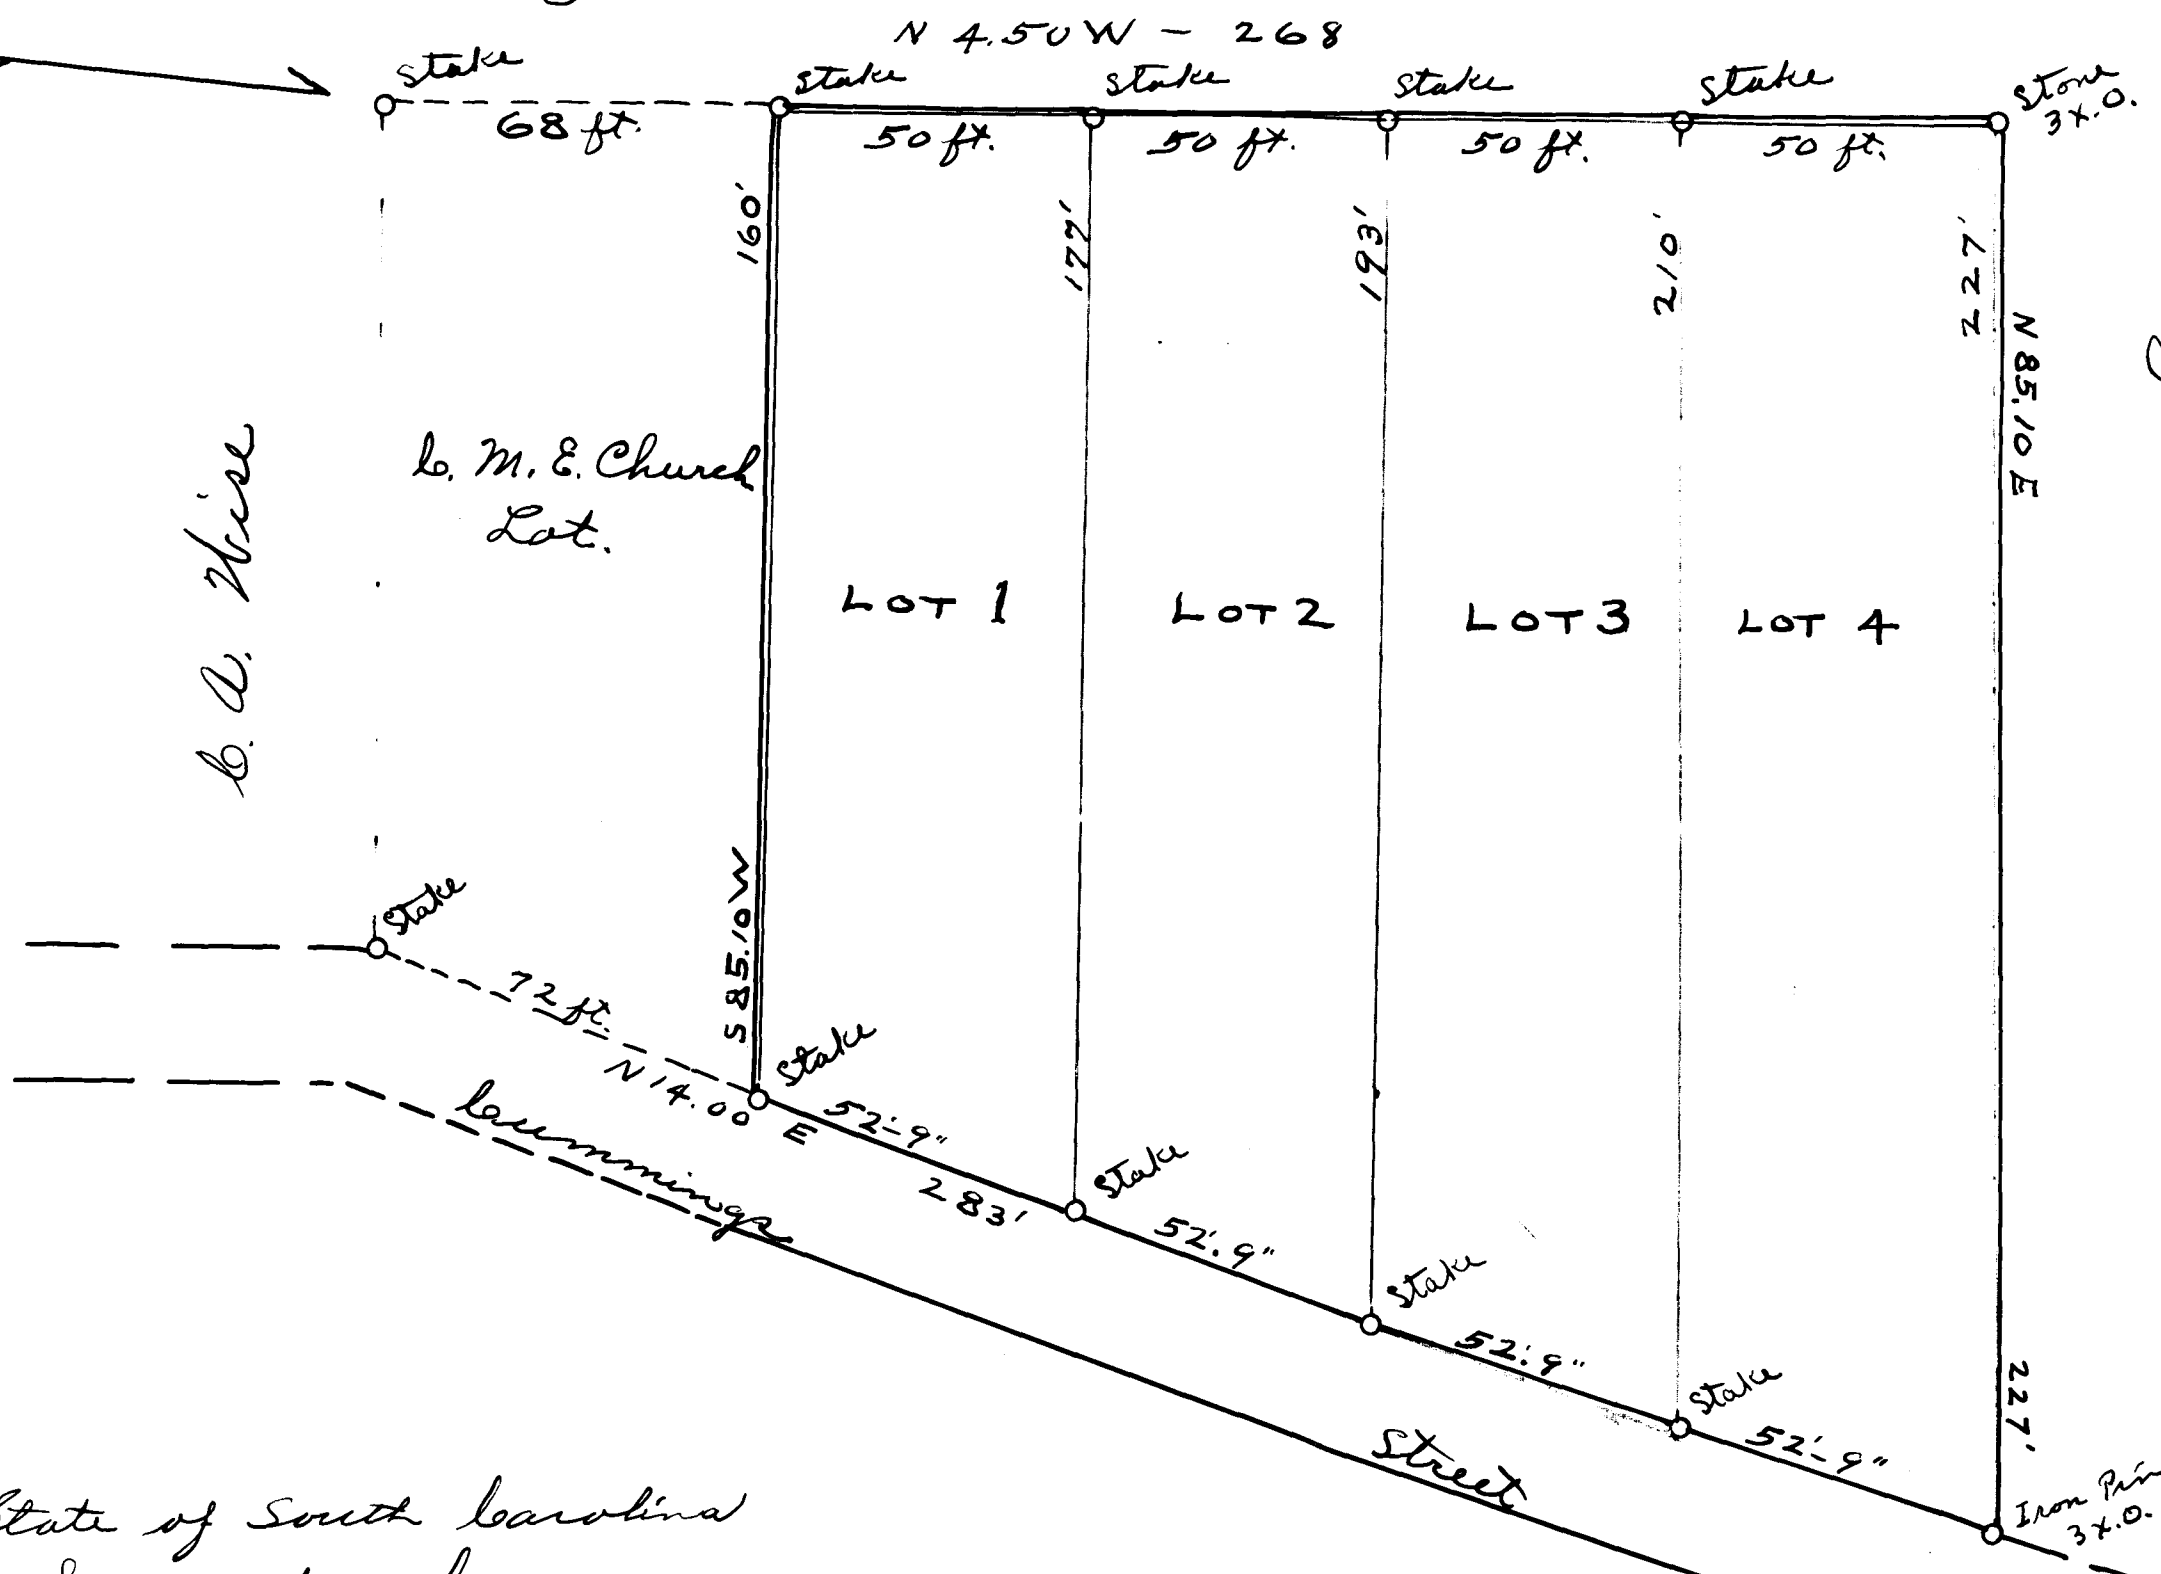 N 4.50 W - 268
Stake
Stake
Stake
Stake
Stake
Stone
3x.O.
68 ft.
50 ft.
50 ft.
50 ft.
50 ft.
160'
177'
193'
210'
227'
N 85.10 E
C. A. Wise
C. M. E. Church
Lot.
LOT 1
LOT 2
LOT 3
LOT 4
S 85.10 W
Stake
72 ft.
N 14.00 E
Stake
52'-9"
283'
Stake
52'.9"
Stake
52'.9"
Stake
52'-9"
227'
Iron Pin
3x.O.
Cummings
Street
State of South Carolina